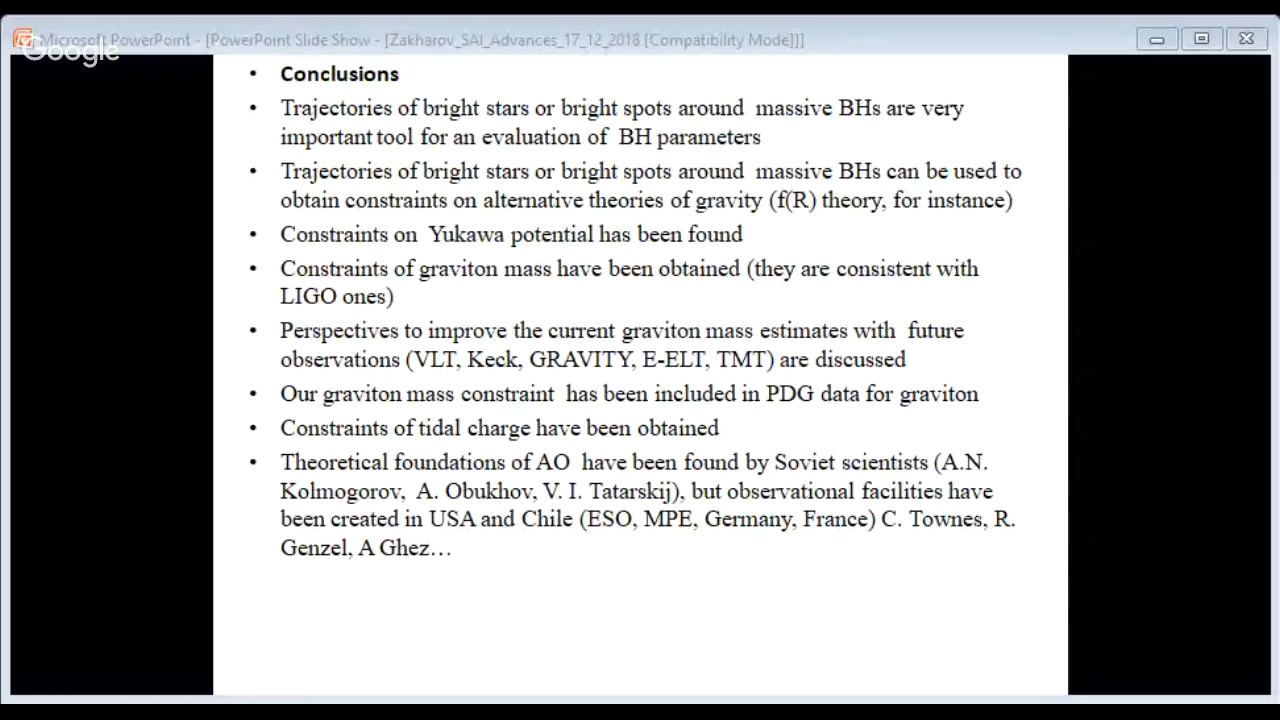 Microsoft PowerPoint - [PowerPoint Slide Show - [Zakharov_SAI_Advances_17_12_2018 [Compatibility Mode]]]
Google
• Conclusions
• Trajectories of bright stars or bright spots around massive BHs are very
important tool for an evaluation of BH parameters
• Trajectories of bright stars or bright spots around massive BHs can be used to
obtain constraints on alternative theories of gravity (f(R) theory, for instance)
• Constraints on Yukawa potential has been found
• Constraints of graviton mass have been obtained (they are consistent with
LIGO ones)
• Perspectives to improve the current graviton mass estimates with future
observations (VLT, Keck, GRAVITY, E-ELT, TMT) are discussed
• Our graviton mass constraint has been included in PDG data for graviton
• Constraints of tidal charge have been obtained
• Theoretical foundations of AO have been found by Soviet scientists (A.N.
Kolmogorov, A. Obukhov, V. I. Tatarskij), but observational facilities have
been created in USA and Chile (ESO, MPE, Germany, France) C. Townes, R.
Genzel, A Ghez…